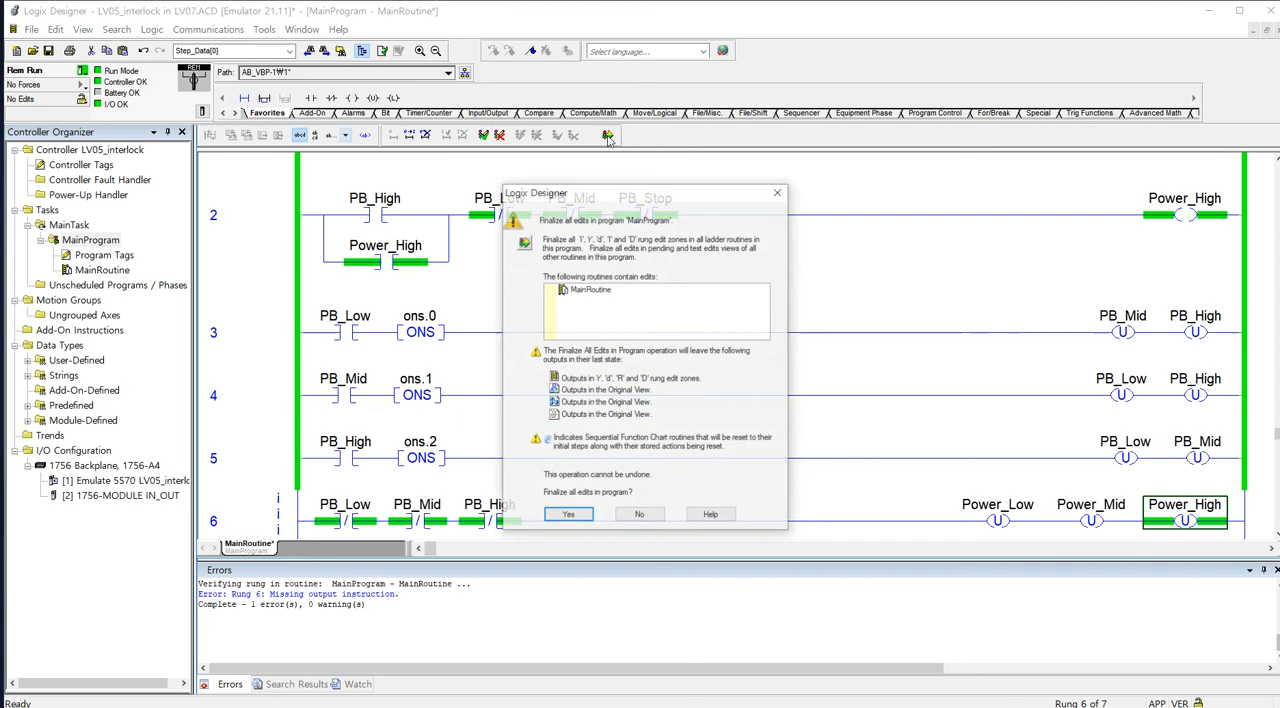 Logix Designer - LV05_interlock in LV07.ACD [Emulator 21.11]* - [MainProgram - MainRoutine*]
File Edit View Search Logic Communications Tools Window Help
Step_Data[0]
Select language...
Rem Run
No Forces
No Edits
Run Mode
Controller OK
Battery OK
I/O OK
REM
Path: AB_VBP-1₩1*
Favorites Add-On Alarms Bit Timer/Counter Input/Output Compare Compute/Math Move/Logical File/Misc. File/Shift Sequencer Equipment Phase Program Control For/Break Special Trig Functions Advanced Math
Controller Organizer
Controller LV05_interlock
Controller Tags
Controller Fault Handler
Power-Up Handler
Tasks
MainTask
MainProgram
Program Tags
MainRoutine
Unscheduled Programs / Phases
Motion Groups
Ungrouped Axes
Add-On Instructions
Data Types
User-Defined
Strings
Add-On-Defined
Predefined
Module-Defined
Trends
I/O Configuration
1756 Backplane, 1756-A4
[1] Emulate 5570 LV05_interlc
[2] 1756-MODULE IN_OUT
2
PB_High PB_Low PB_Mid PB_Stop Power_High
Power_High
3
PB_Low ons.0 PB_Mid PB_High
ONS U U
4
PB_Mid ons.1 PB_Low PB_High
ONS U U
5
PB_High ons.2 PB_Low PB_Mid
ONS U U
i
i
i
6
PB_Low PB_Mid PB_High Power_Low Power_Mid Power_High
U U U
Logix Designer
Finalize all edits in program "MainProgram".
Finalize all 'i', 'r', 'd', 'I' and 'D' rung edit zones in all ladder routines in
this program. Finalize all edits in pending and test edits views of all
other routines in this program.
The following routines contain edits:
MainRoutine
The Finalize All Edits in Program operation will leave the following
outputs in their last state:
Outputs in 'r', 'd', 'R' and 'D' rung edit zones.
Outputs in the Original View.
Outputs in the Original View.
Outputs in the Original View.
Indicates Sequential Function Chart routines that will be reset to their
initial steps along with their stored actions being reset.
This operation cannot be undone.
Finalize all edits in program?
Yes No Help
MainRoutine*
MainProgram
Errors
Verifying rung in routine: MainProgram - MainRoutine ...
Error: Rung 6: Missing output instruction.
Complete - 1 error(s), 0 warning(s)
Errors Search Results Watch
Ready
Rung 6 of 7 APP VER